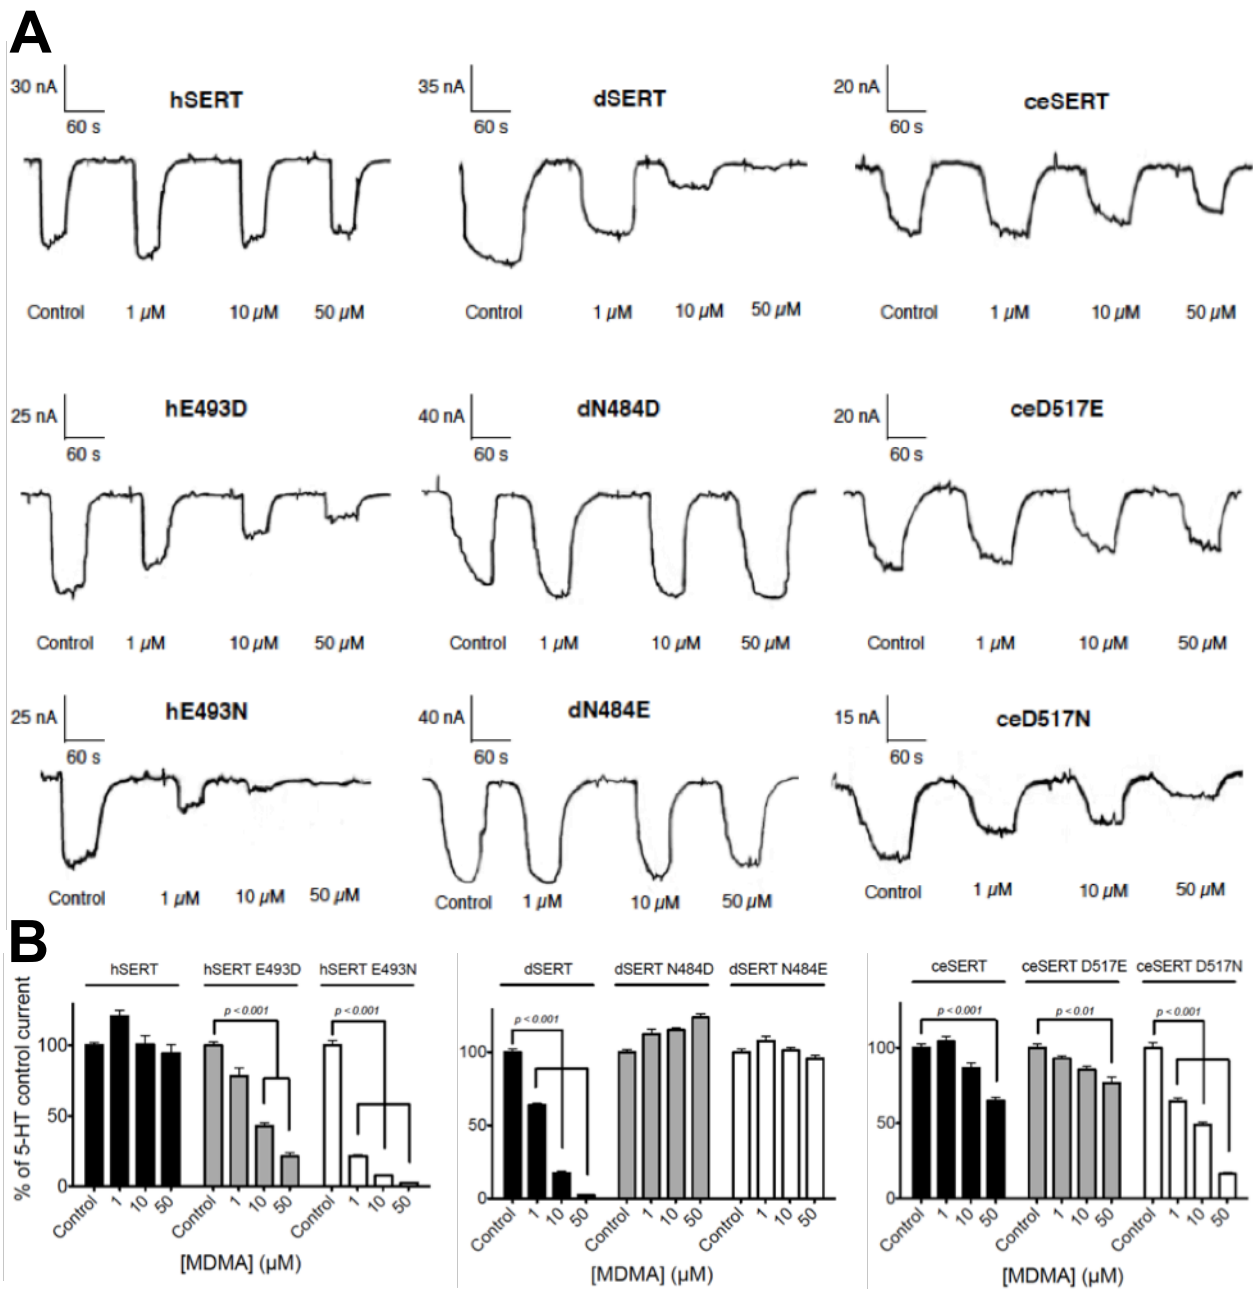 A
30 nA
60 s
hSERT
35 nA
60 s
dSERT
20 nA
60 s
ceSERT
Control 1 µM 10 µM 50 µM
Control 1 µM 10 µM 50 µM
Control 1 µM 10 µM 50 µM
25 nA
60 s
hE493D
40 nA
60 s
dN484D
20 nA
60 s
ceD517E
Control 1 µM 10 µM 50 µM
Control 1 µM 10 µM 50 µM
Control 1 µM 10 µM 50 µM
25 nA
60 s
hE493N
40 nA
60 s
dN484E
15 nA
60 s
ceD517N
Control 1 µM 10 µM 50 µM
Control 1 µM 10 µM 50 µM
Control 1 µM 10 µM 50 µM
B
% of 5-HT control current
hSERT hSERT E493D hSERT E493N
p < 0.001 p < 0.001
100
50
0
Control 1 10 50 Control 1 10 50 Control 1 10 50
[MDMA] (µM)
dSERT dSERT N484D dSERT N484E
p < 0.001
100
50
0
Control 1 10 50 Control 1 10 50 Control 1 10 50
[MDMA] (µM)
ceSERT ceSERT D517E ceSERT D517N
p < 0.001 p < 0.01 p < 0.001
100
50
0
Control 1 10 50 Control 1 10 50 Control 1 10 50
[MDMA] (µM)